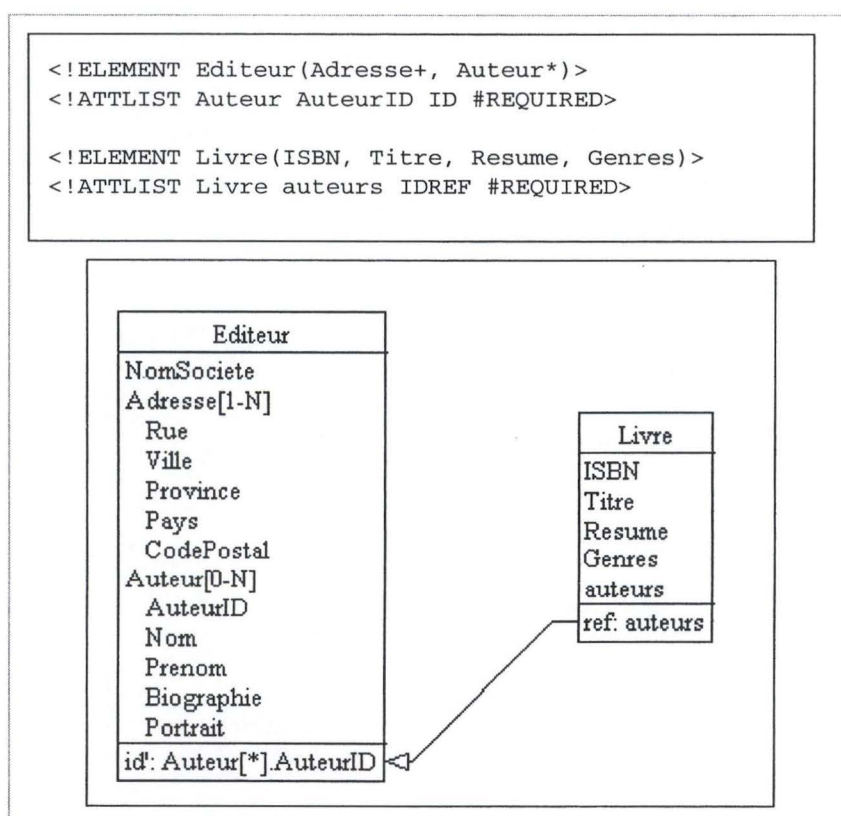 <!ELEMENT Editeur(Adresse+, Auteur*)>
<!ATTLIST Auteur AuteurID ID #REQUIRED>
<!ELEMENT Livre(ISBN, Titre, Resume, Genres)>
<!ATTLIST Livre auteurs IDREF #REQUIRED>
Editeur
NomSociete
Adresse[1-N]
Rue
Ville
Province
Pays
CodePostal
Auteur[0-N]
AuteurID
Nom
Prenom
Biographie
Portrait
id': Auteur[*].AuteurID
Livre
ISBN
Titre
Resume
Genres
auteurs
ref: auteurs